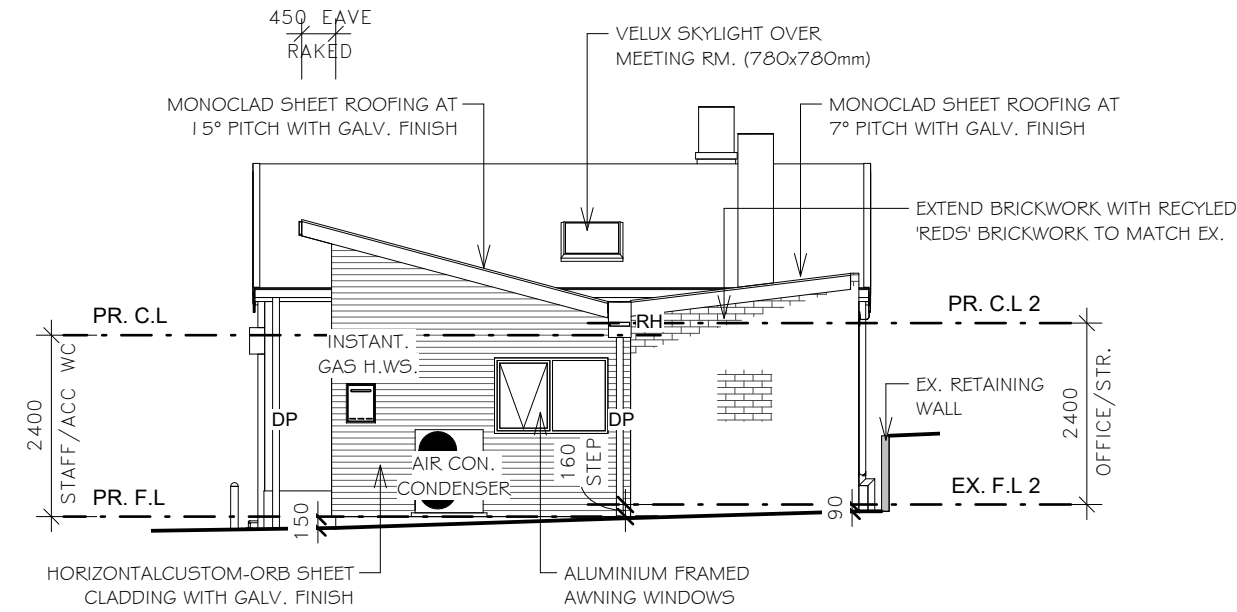 450 EAVE
RAKED
VELUX SKYLIGHT OVER
MEETING RM. (780x780mm)
MONOCLAD SHEET ROOFING AT
15° PITCH WITH GALV. FINISH
MONOCLAD SHEET ROOFING AT
7° PITCH WITH GALV. FINISH
EXTEND BRICKWORK WITH RECYLED
'REDS' BRICKWORK TO MATCH EX.
PR. C.L
PR. C.L 2
RH
INSTANT.
GAS H.WS.
2400
STAFF/ACC WC
DP
DP
EX. RETAINING
WALL
2400
OFFICE/STR.
AIR CON.
CONDENSER
160
STEP
PR. F.L
EX. F.L 2
150
90
HORIZONTALCUSTOM-ORB SHEET
CLADDING WITH GALV. FINISH
ALUMINIUM FRAMED
AWNING WINDOWS